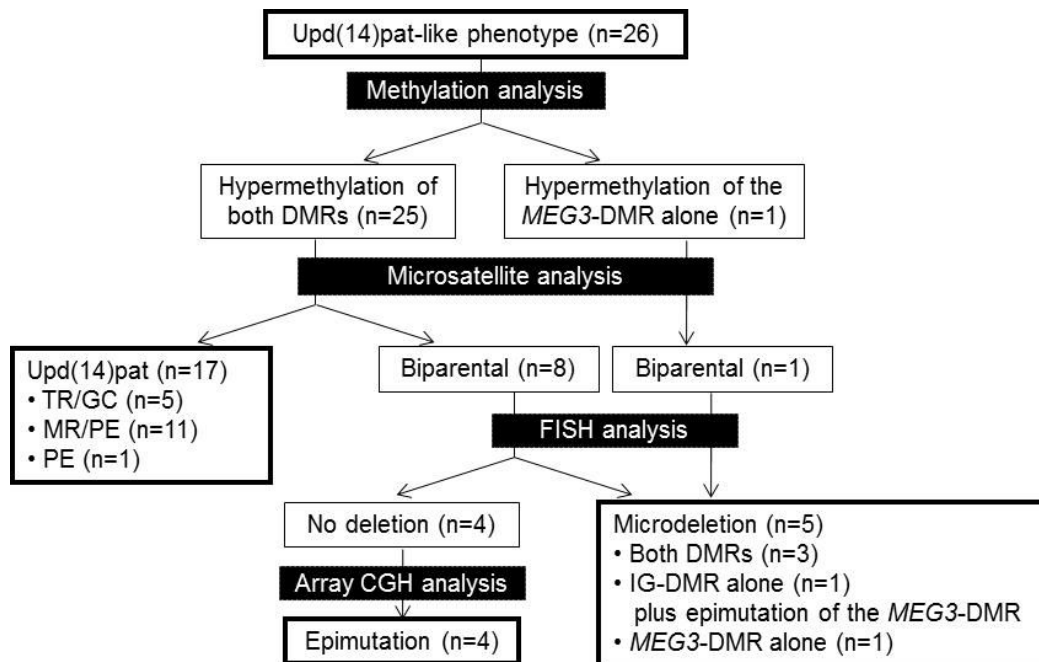 Upd(14)pat-like phenotype (n=26)
Methylation analysis
Hypermethylation of
both DMRs (n=25)
Hypermethylation of the
MEG3-DMR alone (n=1)
Microsatellite analysis
Upd(14)pat (n=17)
• TR/GC (n=5)
• MR/PE (n=11)
• PE (n=1)
Biparental (n=8)
Biparental (n=1)
FISH analysis
No deletion (n=4)
Array CGH analysis
Epimutation (n=4)
Microdeletion (n=5)
• Both DMRs (n=3)
• IG-DMR alone (n=1)
plus epimutation of the MEG3-DMR
• MEG3-DMR alone (n=1)